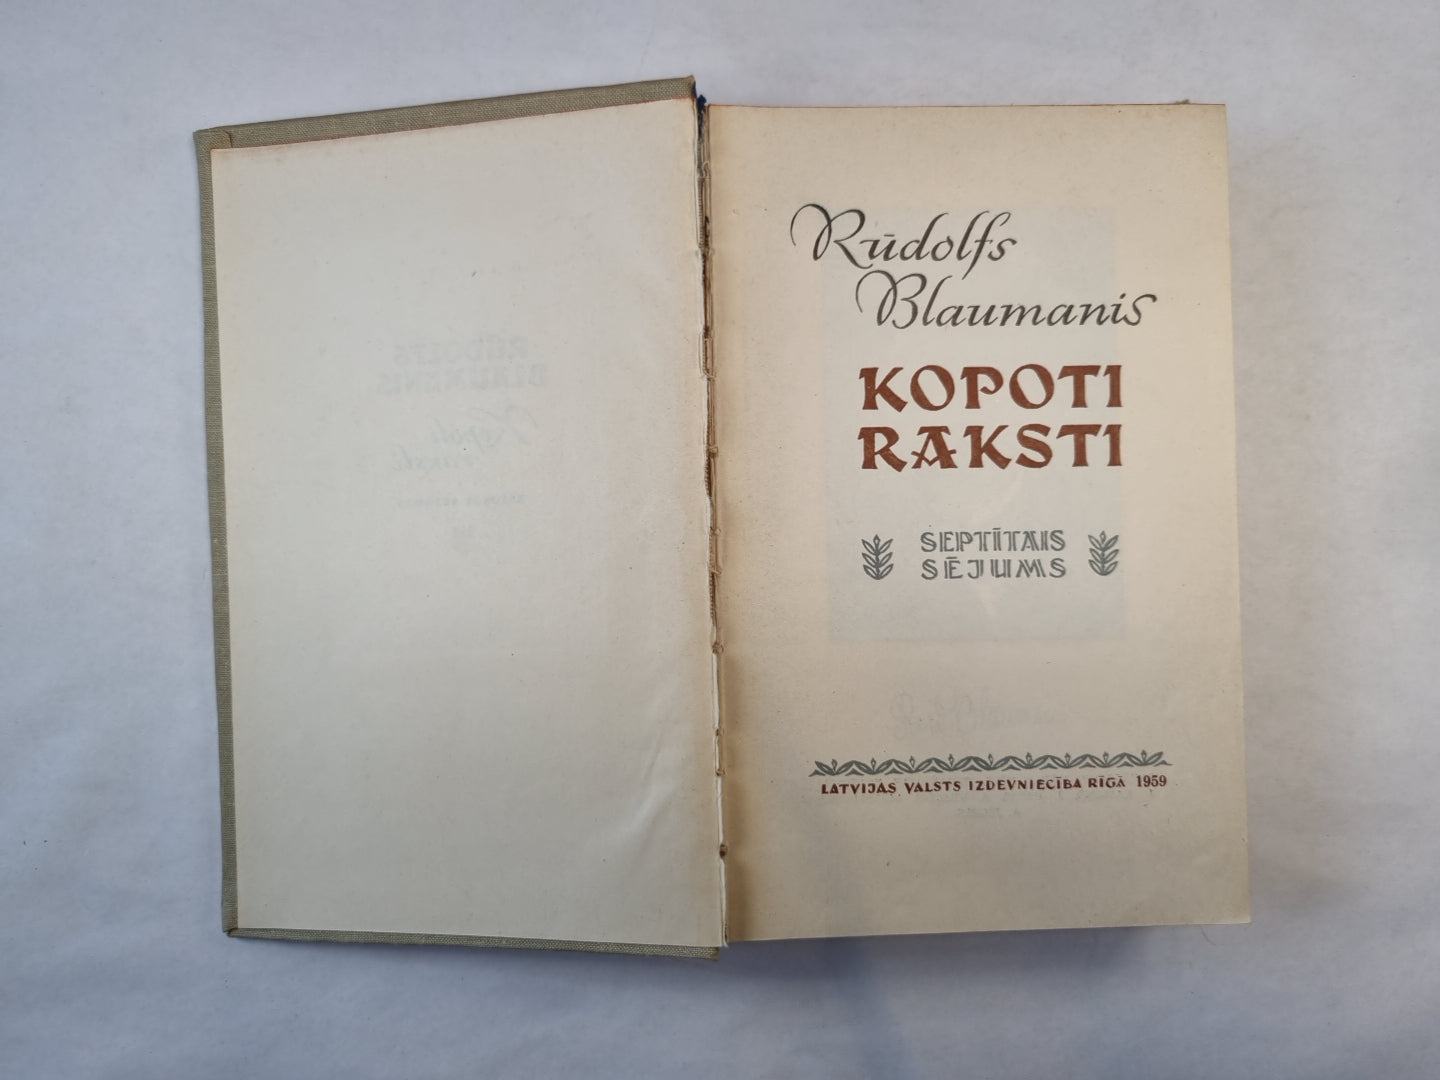 Rūdolfs
Blaumanis
KOPOTI
RAKSTI
SEPTĪTAIS
SĒJUMS
LATVIJAS VALSTS IZDEVNIECĪBA RĪGĀ 1959